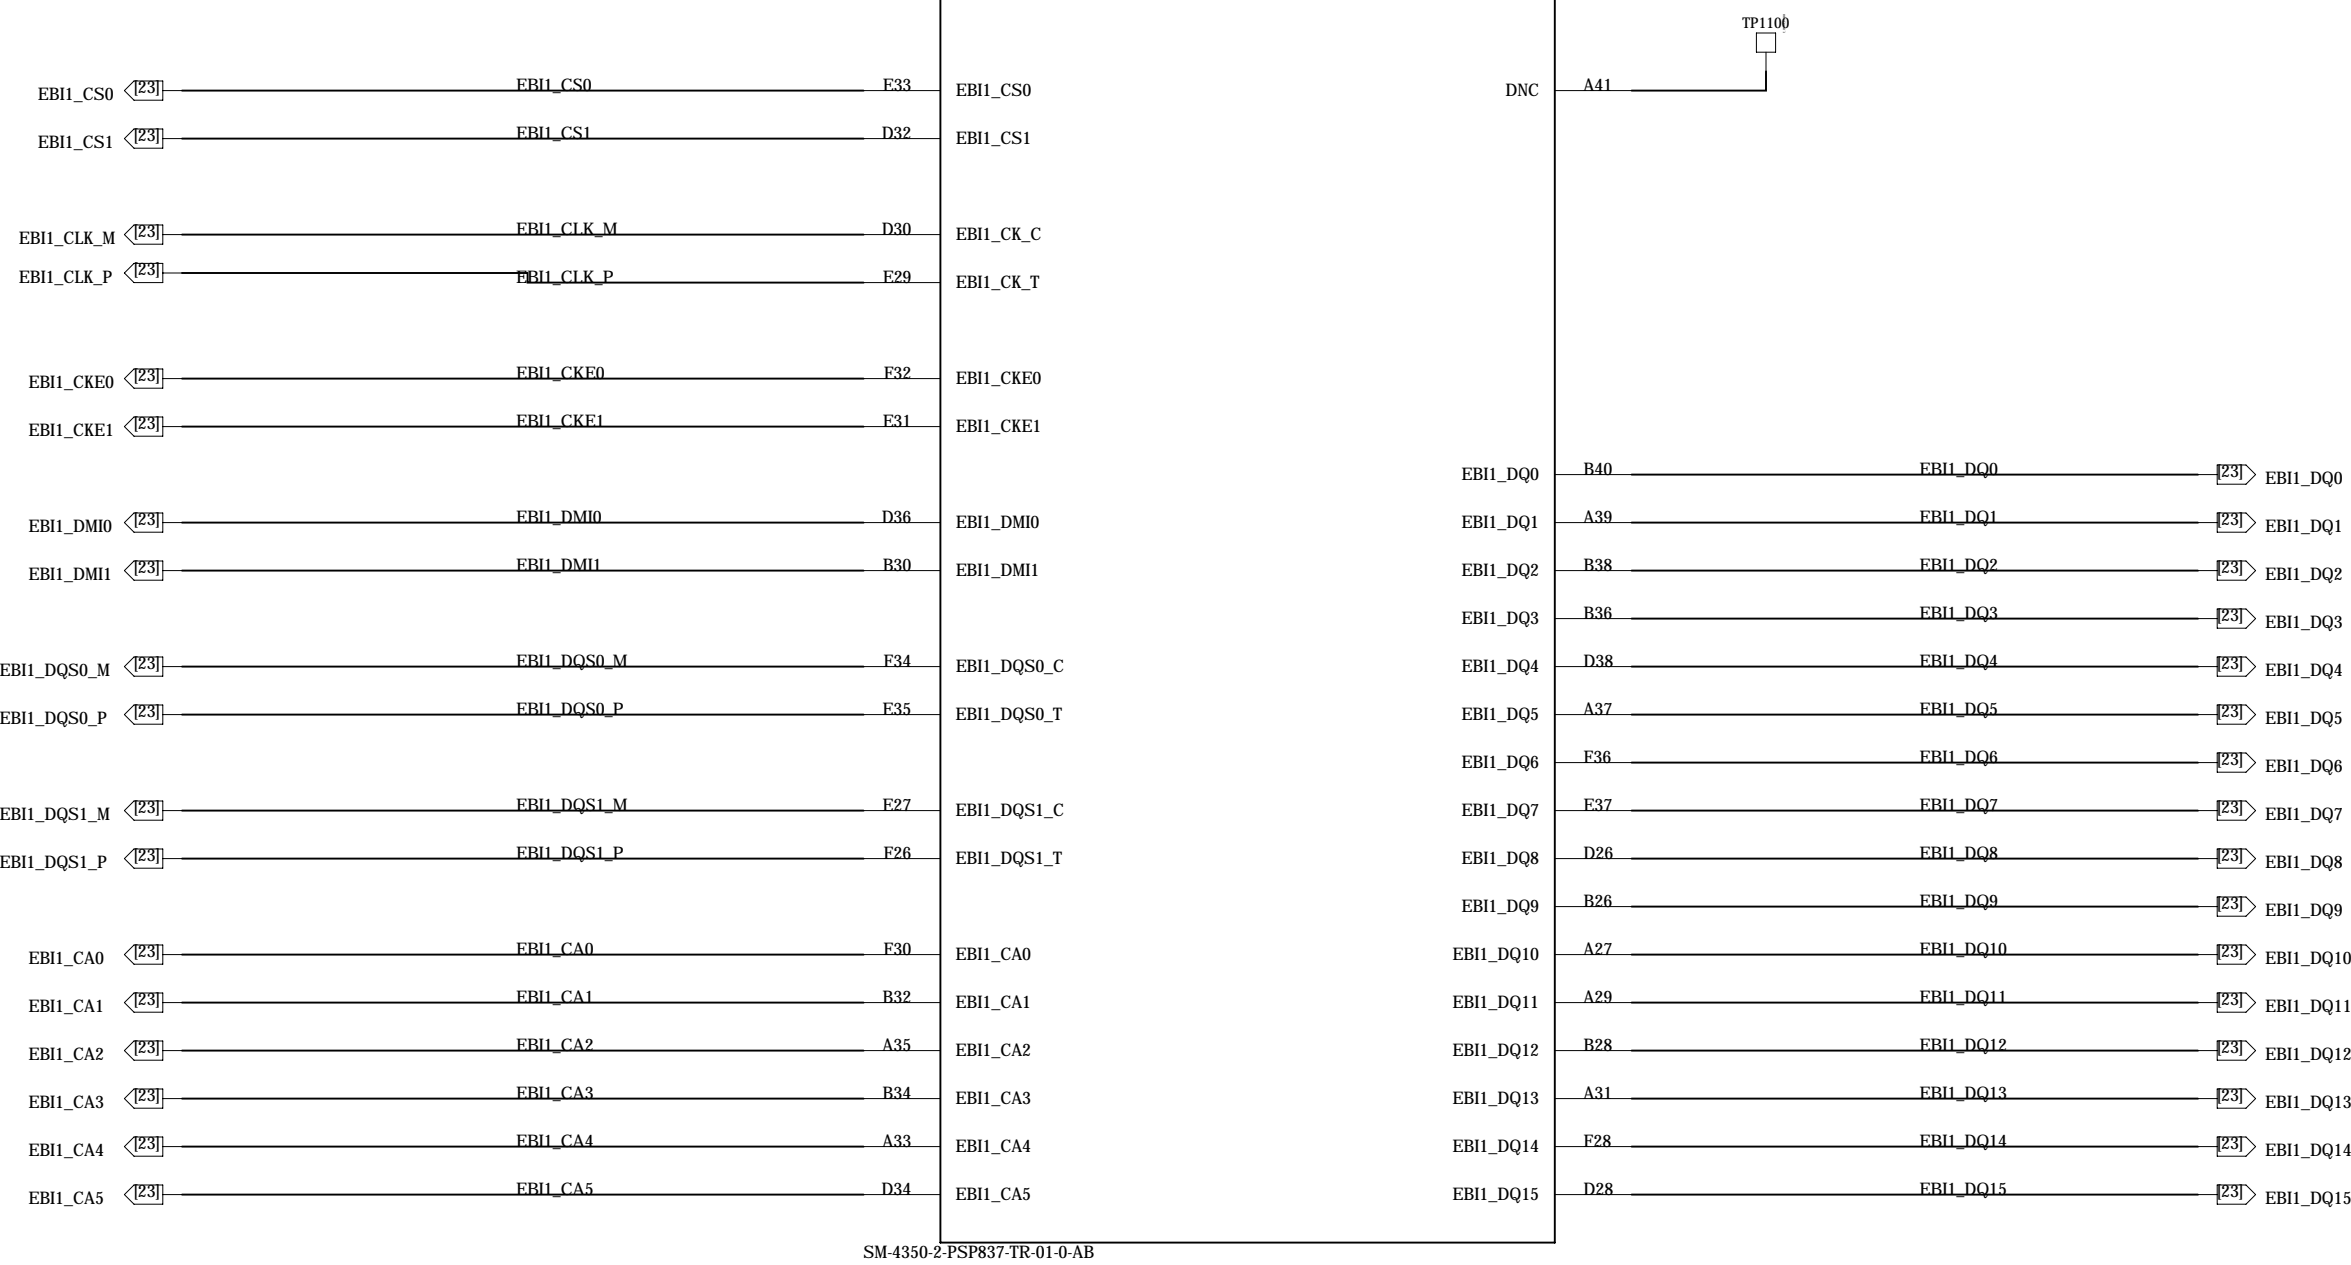 TP1100
EBI1_CS0 [23] EBI1_CS0 E33 EBI1_CS0 DNC A41
EBI1_CS1 [23] EBI1_CS1 D32 EBI1_CS1
EBI1_CLK_M [23] EBI1_CLK_M D30 EBI1_CK_C
EBI1_CLK_P [23] EBI1_CLK_P E29 EBI1_CK_T
EBI1_CKE0 [23] EBI1_CKE0 F32 EBI1_CKE0
EBI1_CKE1 [23] EBI1_CKE1 E31 EBI1_CKE1
EBI1_DQ0 B40 EBI1_DQ0 [23] EBI1_DQ0
EBI1_DMI0 [23] EBI1_DMI0 D36 EBI1_DMI0 EBI1_DQ1 A39 EBI1_DQ1 [23] EBI1_DQ1
EBI1_DMI1 [23] EBI1_DMI1 B30 EBI1_DMI1 EBI1_DQ2 B38 EBI1_DQ2 [23] EBI1_DQ2
EBI1_DQ3 B36 EBI1_DQ3 [23] EBI1_DQ3
EBI1_DQS0_M [23] EBI1_DQS0_M F34 EBI1_DQS0_C EBI1_DQ4 D38 EBI1_DQ4 [23] EBI1_DQ4
EBI1_DQS0_P [23] EBI1_DQS0_P E35 EBI1_DQS0_T EBI1_DQ5 A37 EBI1_DQ5 [23] EBI1_DQ5
EBI1_DQ6 F36 EBI1_DQ6 [23] EBI1_DQ6
EBI1_DQS1_M [23] EBI1_DQS1_M E27 EBI1_DQS1_C EBI1_DQ7 E37 EBI1_DQ7 [23] EBI1_DQ7
EBI1_DQS1_P [23] EBI1_DQS1_P F26 EBI1_DQS1_T EBI1_DQ8 D26 EBI1_DQ8 [23] EBI1_DQ8
EBI1_DQ9 B26 EBI1_DQ9 [23] EBI1_DQ9
EBI1_CA0 [23] EBI1_CA0 F30 EBI1_CA0 EBI1_DQ10 A27 EBI1_DQ10 [23] EBI1_DQ10
EBI1_CA1 [23] EBI1_CA1 B32 EBI1_CA1 EBI1_DQ11 A29 EBI1_DQ11 [23] EBI1_DQ11
EBI1_CA2 [23] EBI1_CA2 A35 EBI1_CA2 EBI1_DQ12 B28 EBI1_DQ12 [23] EBI1_DQ12
EBI1_CA3 [23] EBI1_CA3 B34 EBI1_CA3 EBI1_DQ13 A31 EBI1_DQ13 [23] EBI1_DQ13
EBI1_CA4 [23] EBI1_CA4 A33 EBI1_CA4 EBI1_DQ14 F28 EBI1_DQ14 [23] EBI1_DQ14
EBI1_CA5 [23] EBI1_CA5 D34 EBI1_CA5 EBI1_DQ15 D28 EBI1_DQ15 [23] EBI1_DQ15
SM-4350-2-PSP837-TR-01-0-AB